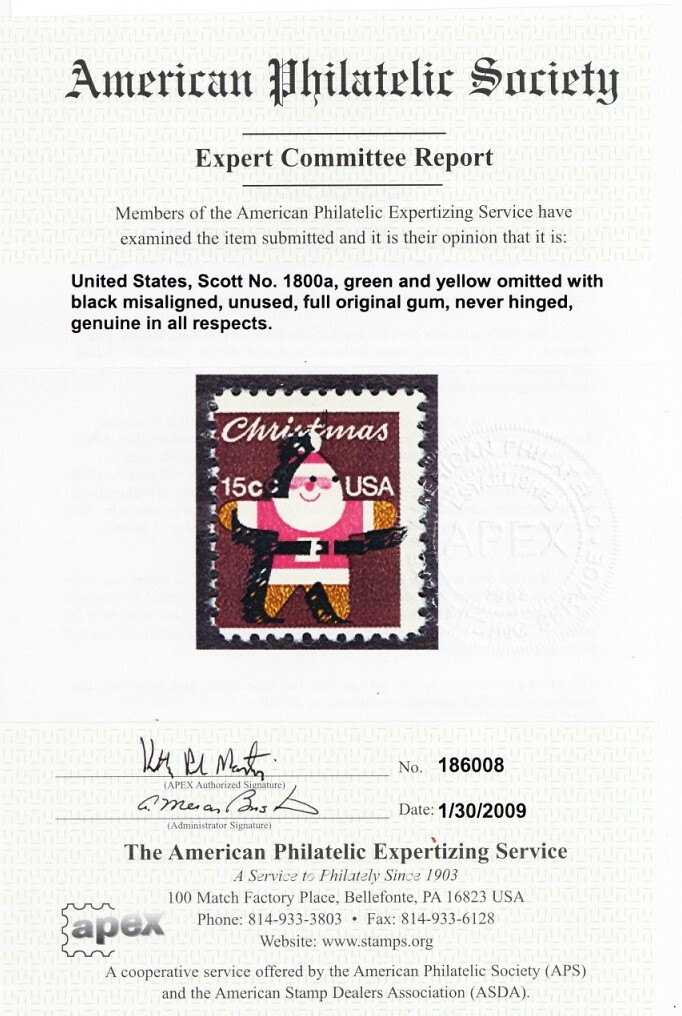 American Philatelic Society
Expert Committee Report
Members of the American Philatelic Expertizing Service have
examined the item submitted and it is their opinion that it is:
United States, Scott No. 1800a, green and yellow omitted with
black misaligned, unused, full original gum, never hinged,
genuine in all respects.
Christmas
15c
USA
AMERICAN PHILATELIC
ESTABLISHED
APEX
No. 186008
(APEX Authorized Signature)
Date: 1/30/2009
(Administrator Signature)
The American Philatelic Expertizing Service
A Service to Philately Since 1903
100 Match Factory Place, Bellefonte, PA 16823 USA
Phone: 814-933-3803 • Fax: 814-933-6128
Website: www.stamps.org
apex
A cooperative service offered by the American Philatelic Society (APS)
and the American Stamp Dealers Association (ASDA).